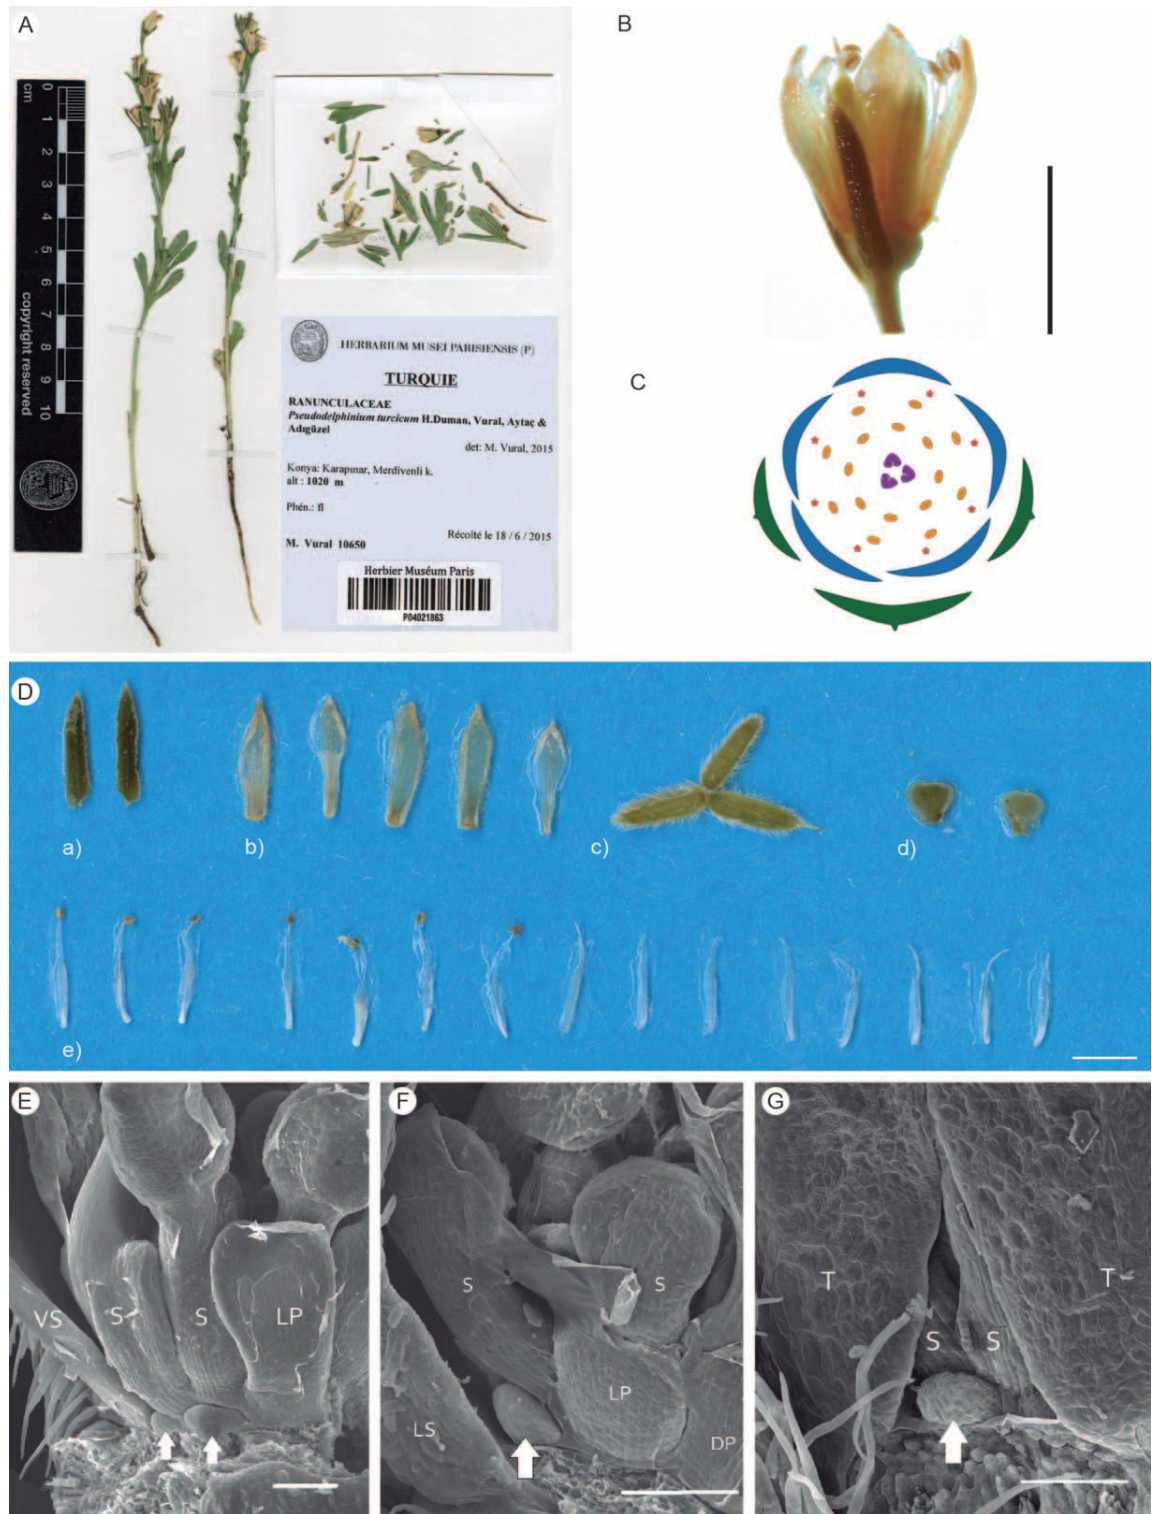 A
B
0
cm
1
2
3
4
5
6
7
8
9
10
copyright reserved
HERBARIUM MUSEI PARISIENSIS (P)
TURQUIE
RANUNCULACEAE
Pseudodelphinium turcicum H.Duman, Vural, Aytaç &
Adıgüzel
det: M. Vural, 2015
Konya: Karapınar, Merdivenli k.
alt : 1020 m
Phén.: fl
Récolté le 18 / 6 / 2015
M. Vural 10650
Herbier Muséum Paris
P04021863
C
D
a)
b)
c)
d)
e)
E
VS
S
S
LP
F
S
S
LP
LS
DP
G
T
T
S
S